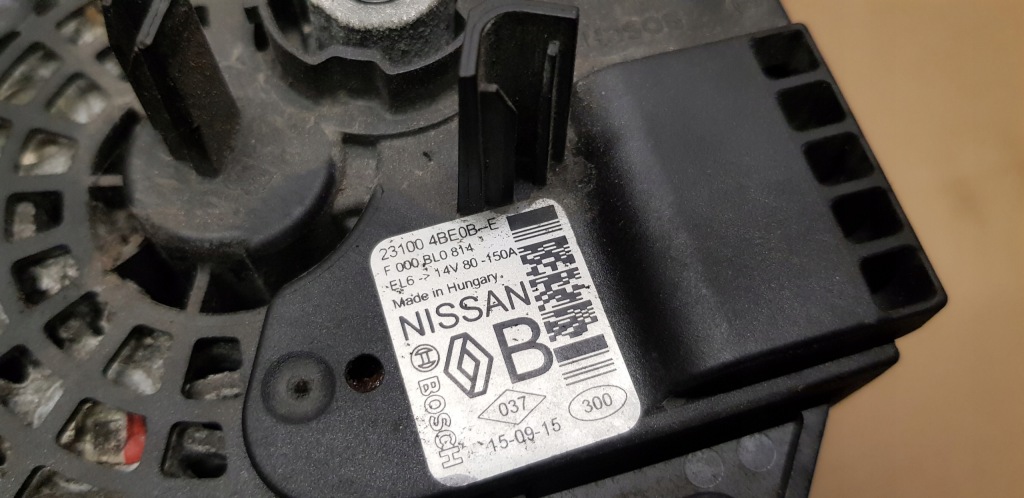 23100 4BE0B--E
F 000 BL0 814
EL6 -> 14V 80 -150A
Made in Hungary
NISSAN
B
BOSCH
037
300
15-09-15